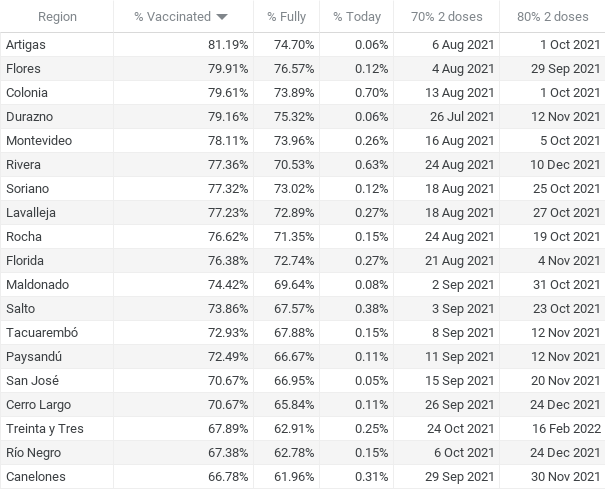 Region % Vaccinated % Fully % Today 70% 2 doses 80% 2 doses
Artigas 81.19% 74.70% 0.06% 6 Aug 2021 1 Oct 2021
Flores 79.91% 76.57% 0.12% 4 Aug 2021 29 Sep 2021
Colonia 79.61% 73.89% 0.70% 13 Aug 2021 1 Oct 2021
Durazno 79.16% 75.32% 0.06% 26 Jul 2021 12 Nov 2021
Montevideo 78.11% 73.96% 0.26% 16 Aug 2021 5 Oct 2021
Rivera 77.36% 70.53% 0.63% 24 Aug 2021 10 Dec 2021
Soriano 77.32% 73.02% 0.12% 18 Aug 2021 25 Oct 2021
Lavalleja 77.23% 72.89% 0.27% 18 Aug 2021 27 Oct 2021
Rocha 76.62% 71.35% 0.15% 24 Aug 2021 19 Oct 2021
Florida 76.38% 72.74% 0.27% 21 Aug 2021 4 Nov 2021
Maldonado 74.42% 69.64% 0.08% 2 Sep 2021 31 Oct 2021
Salto 73.86% 67.57% 0.38% 3 Sep 2021 23 Oct 2021
Tacuarembó 72.93% 67.88% 0.15% 8 Sep 2021 12 Nov 2021
Paysandú 72.49% 66.67% 0.11% 11 Sep 2021 12 Nov 2021
San José 70.67% 66.95% 0.05% 15 Sep 2021 20 Nov 2021
Cerro Largo 70.67% 65.84% 0.11% 26 Sep 2021 24 Dec 2021
Treinta y Tres 67.89% 62.91% 0.25% 24 Oct 2021 16 Feb 2022
Río Negro 67.38% 62.78% 0.15% 6 Oct 2021 24 Dec 2021
Canelones 66.78% 61.96% 0.31% 29 Sep 2021 30 Nov 2021